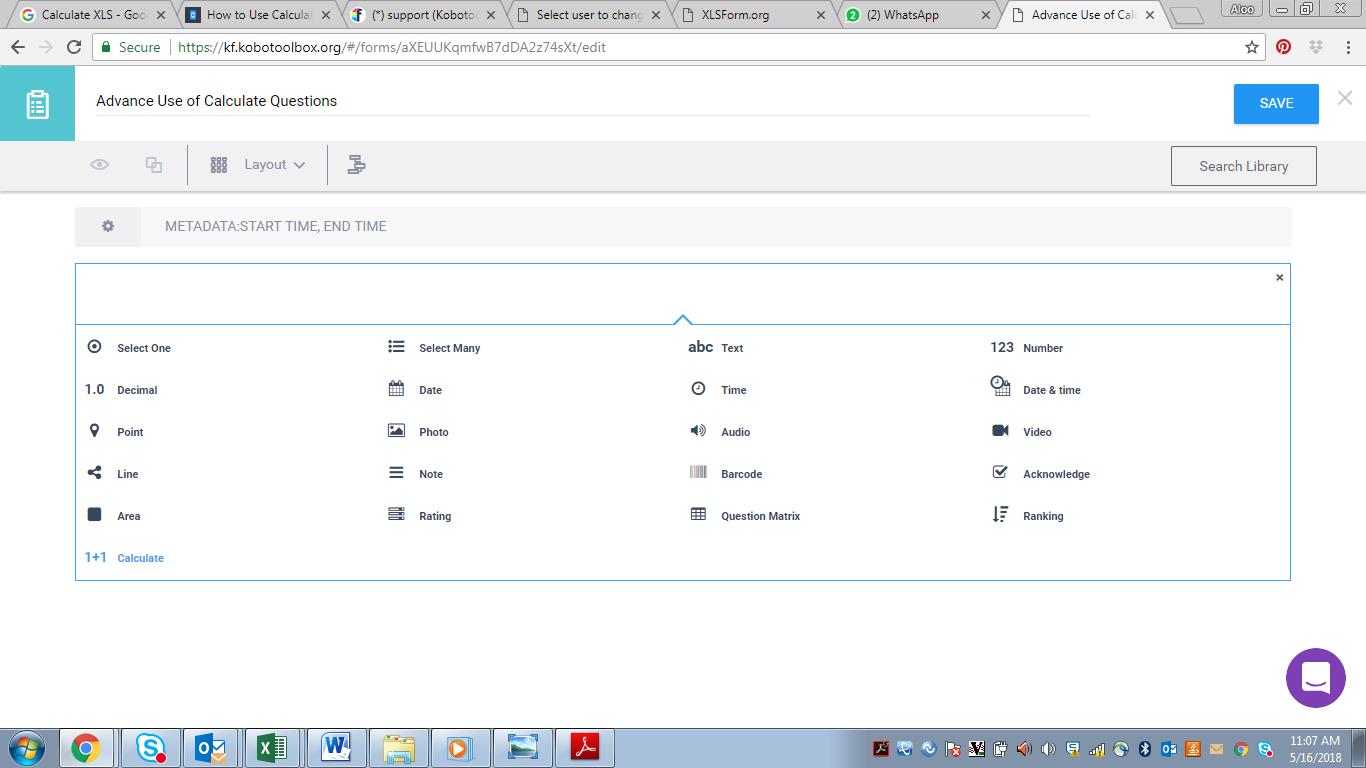 Calculate XLS - Goo
How to Use Calculat
(*) support (Koboto
Select user to chang
XLSForm.org
(2) WhatsApp
Advance Use of Cal
Aloo
Secure
https://kf.kobotoolbox.org/#/forms/aXEUUKqmfwB7dDA2z74sXt/edit
Advance Use of Calculate Questions
SAVE
Layout
Search Library
METADATA:START TIME, END TIME
Select One
Select Many
abc Text
123 Number
1.0 Decimal
Date
Time
Date & time
Point
Photo
Audio
Video
Line
Note
Barcode
Acknowledge
Area
Rating
Question Matrix
Ranking
1+1 Calculate
11:07 AM
5/16/2018